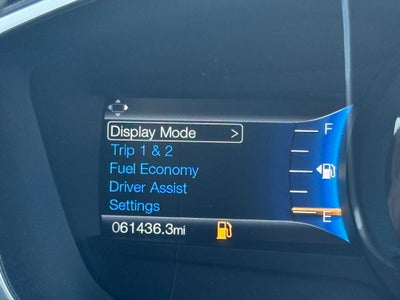 Display Mode >
Trip 1 & 2
Fuel Economy
Driver Assist
Settings
061436.3mi
F
E